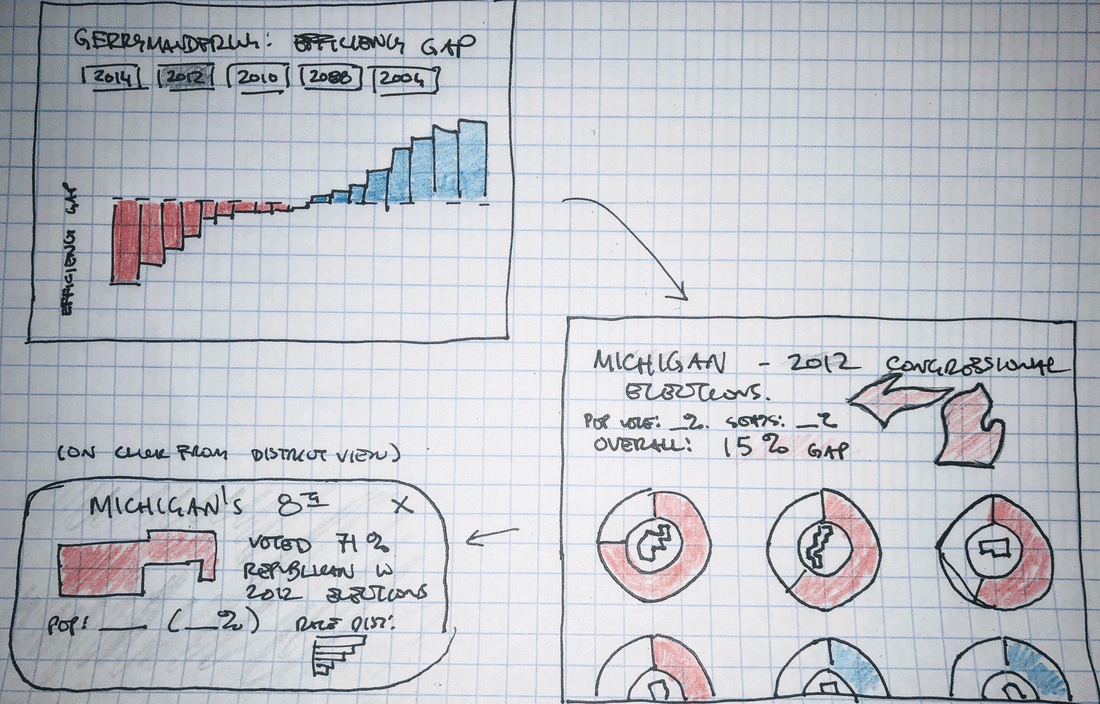 GERRYMANDERING: EFFICIENCY GAP
2014 2012 2010 2008 2004
EFFICIENCY GAP
MICHIGAN - 2012 CONGRESSIONAL
ELECTIONS.
POP VOTE: _%. SEATS: _%
OVERALL: 15% GAP
(ON CLICK FROM DISTRICT VIEW)
MICHIGAN'S 8TH X
VOTED 71%
REPUBLICAN IN
2012 ELECTIONS
POP: ___ (__%) RACE DIST: